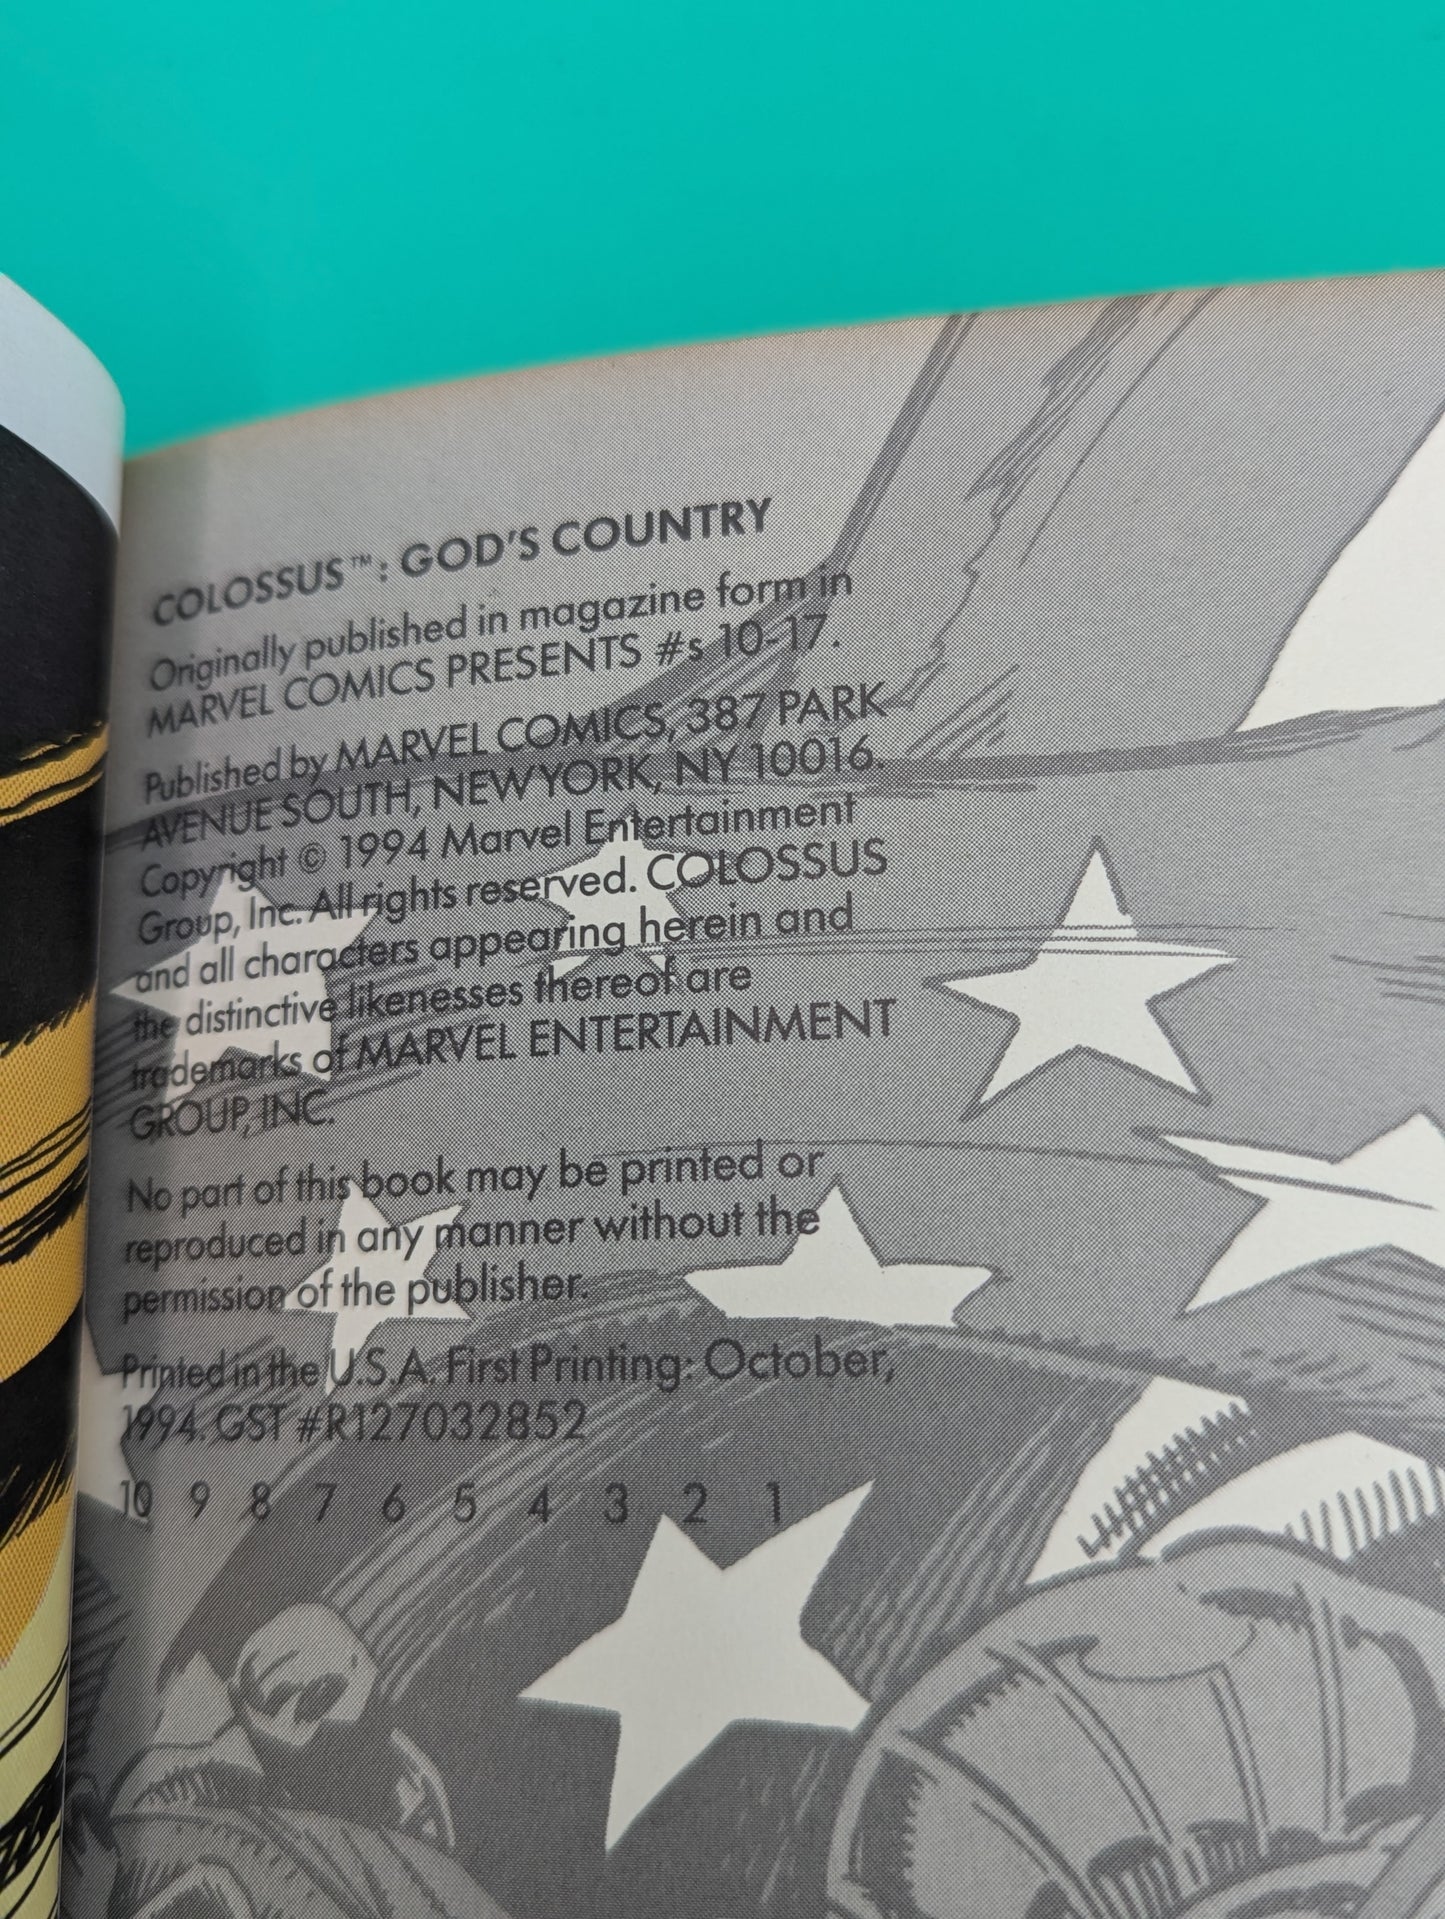 COLOSSUS™: GOD'S COUNTRY
Originally published in magazine form in
MARVEL COMICS PRESENTS #s 10-17.
Published by MARVEL COMICS, 387 PARK
AVENUE SOUTH, NEW YORK, NY 10016.
Copyright © 1994 Marvel Entertainment
Group, Inc. All rights reserved. COLOSSUS
and all characters appearing herein and
the distinctive likenesses thereof are
trademarks of MARVEL ENTERTAINMENT
GROUP, INC.
No part of this book may be printed or
reproduced in any manner without the
permission of the publisher.
Printed in the U.S.A. First Printing: October,
1994. GST #R127032852
10 9 8 7 6 5 4 3 2 1